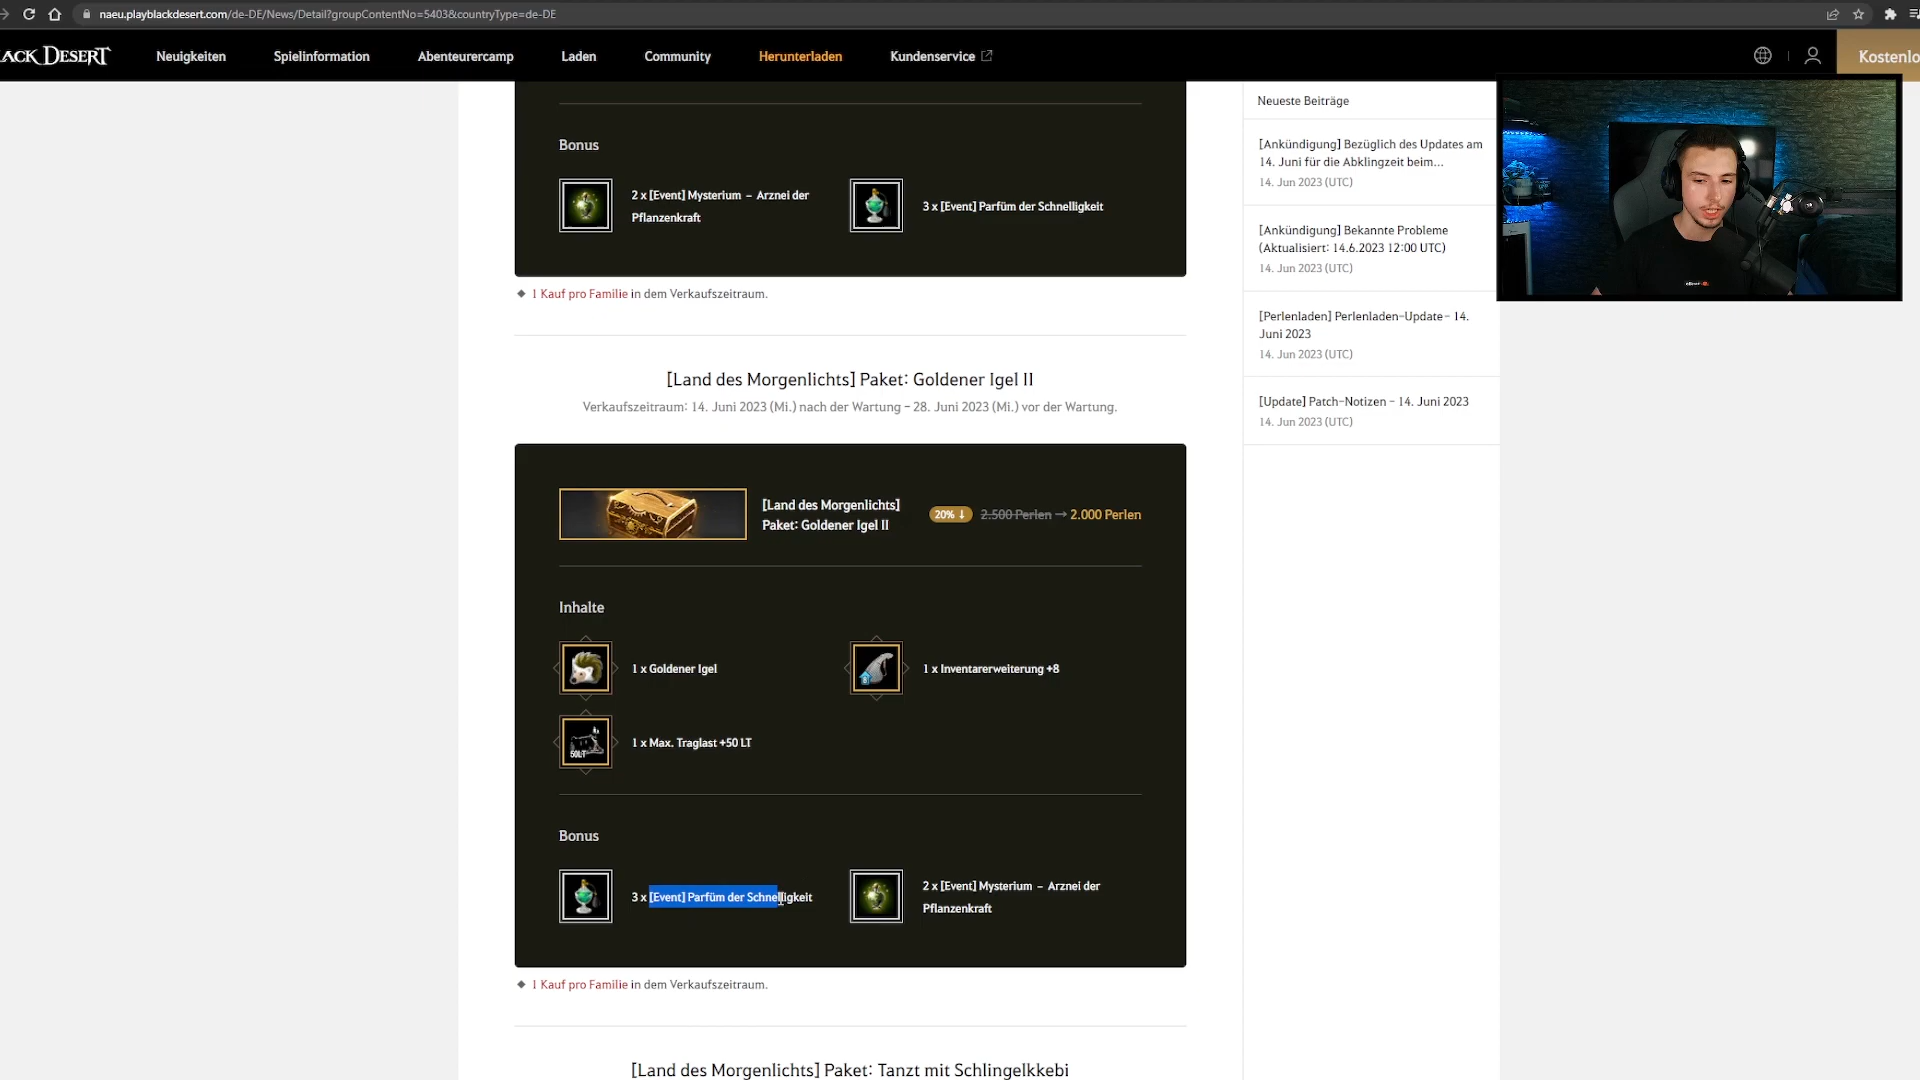 naeu.playblackdesert.com/de-DE/News/Detail?groupContentNo=5403&countryType=de-DE
ACK DESERT
Neuigkeiten
Spielinformation
Abenteurercamp
Laden
Community
Herunterladen
Kundenservice
Kostenlo
Bonus
2 x [Event] Mysterium - Arznei der
Pflanzenkraft
3 x [Event] Parfüm der Schnelligkeit
◆ 1 Kauf pro Familie in dem Verkaufszeitraum.
[Land des Morgenlichts] Paket: Goldener Igel II
Verkaufszeitraum: 14. Juni 2023 (Mi.) nach der Wartung - 28. Juni 2023 (Mi.) vor der Wartung.
[Land des Morgenlichts]
Paket: Goldener Igel II
20% ↓ 2.500 Perlen → 2.000 Perlen
Inhalte
1 x Goldener Igel
1 x Inventarerweiterung +8
50LT
1 x Max. Traglast +50 LT
Bonus
3 x [Event] Parfüm der Schnelligkeit
2 x [Event] Mysterium - Arznei der
Pflanzenkraft
◆ 1 Kauf pro Familie in dem Verkaufszeitraum.
[Land des Morgenlichts] Paket: Tanzt mit Schlingelkkebi
Neueste Beiträge
[Ankündigung] Bezüglich des Updates am
14. Juni für die Abklingzeit beim...
14. Jun 2023 (UTC)
[Ankündigung] Bekannte Probleme
(Aktualisiert: 14.6.2023 12:00 UTC)
14. Jun 2023 (UTC)
[Perlenladen] Perlenladen-Update- 14.
Juni 2023
14. Jun 2023 (UTC)
[Update] Patch-Notizen - 14. Juni 2023
14. Jun 2023 (UTC)